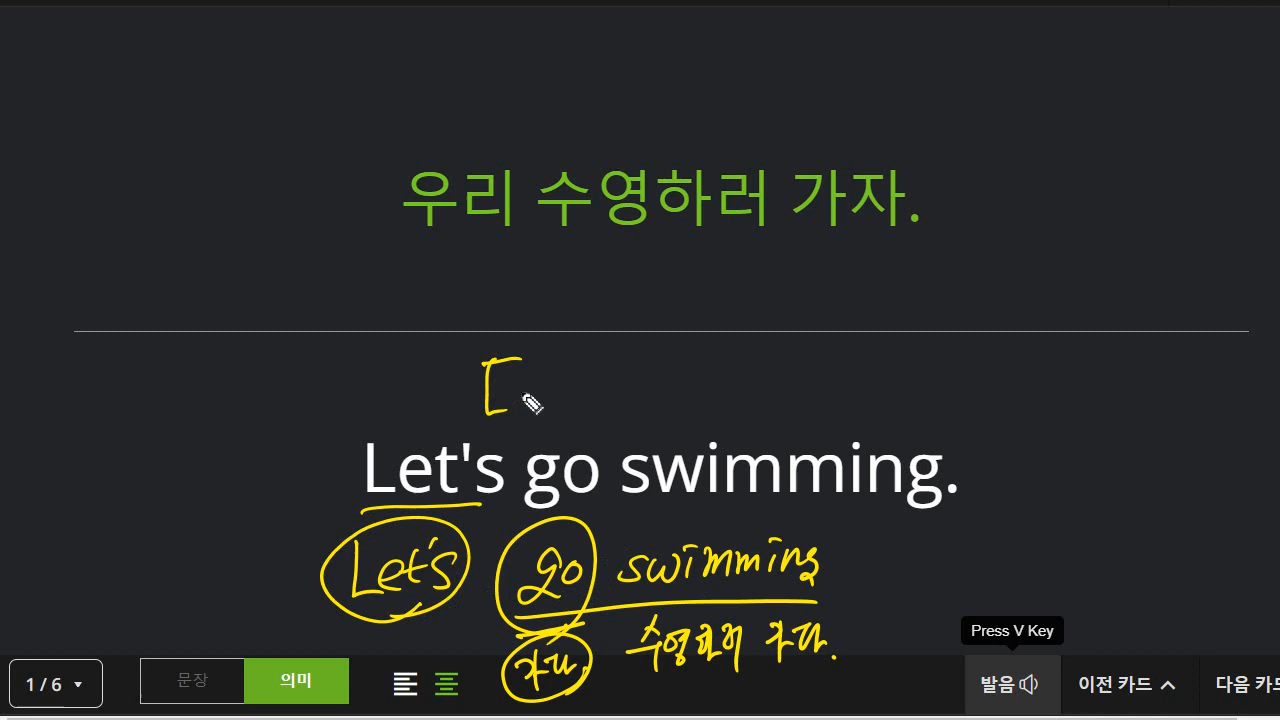 우리 수영하러 가자.
Let's go swimming.
Let's go swimming
수영하러 가다.
Press V Key
1 / 6
문장
의미
발음
이전 카드
다음 카드